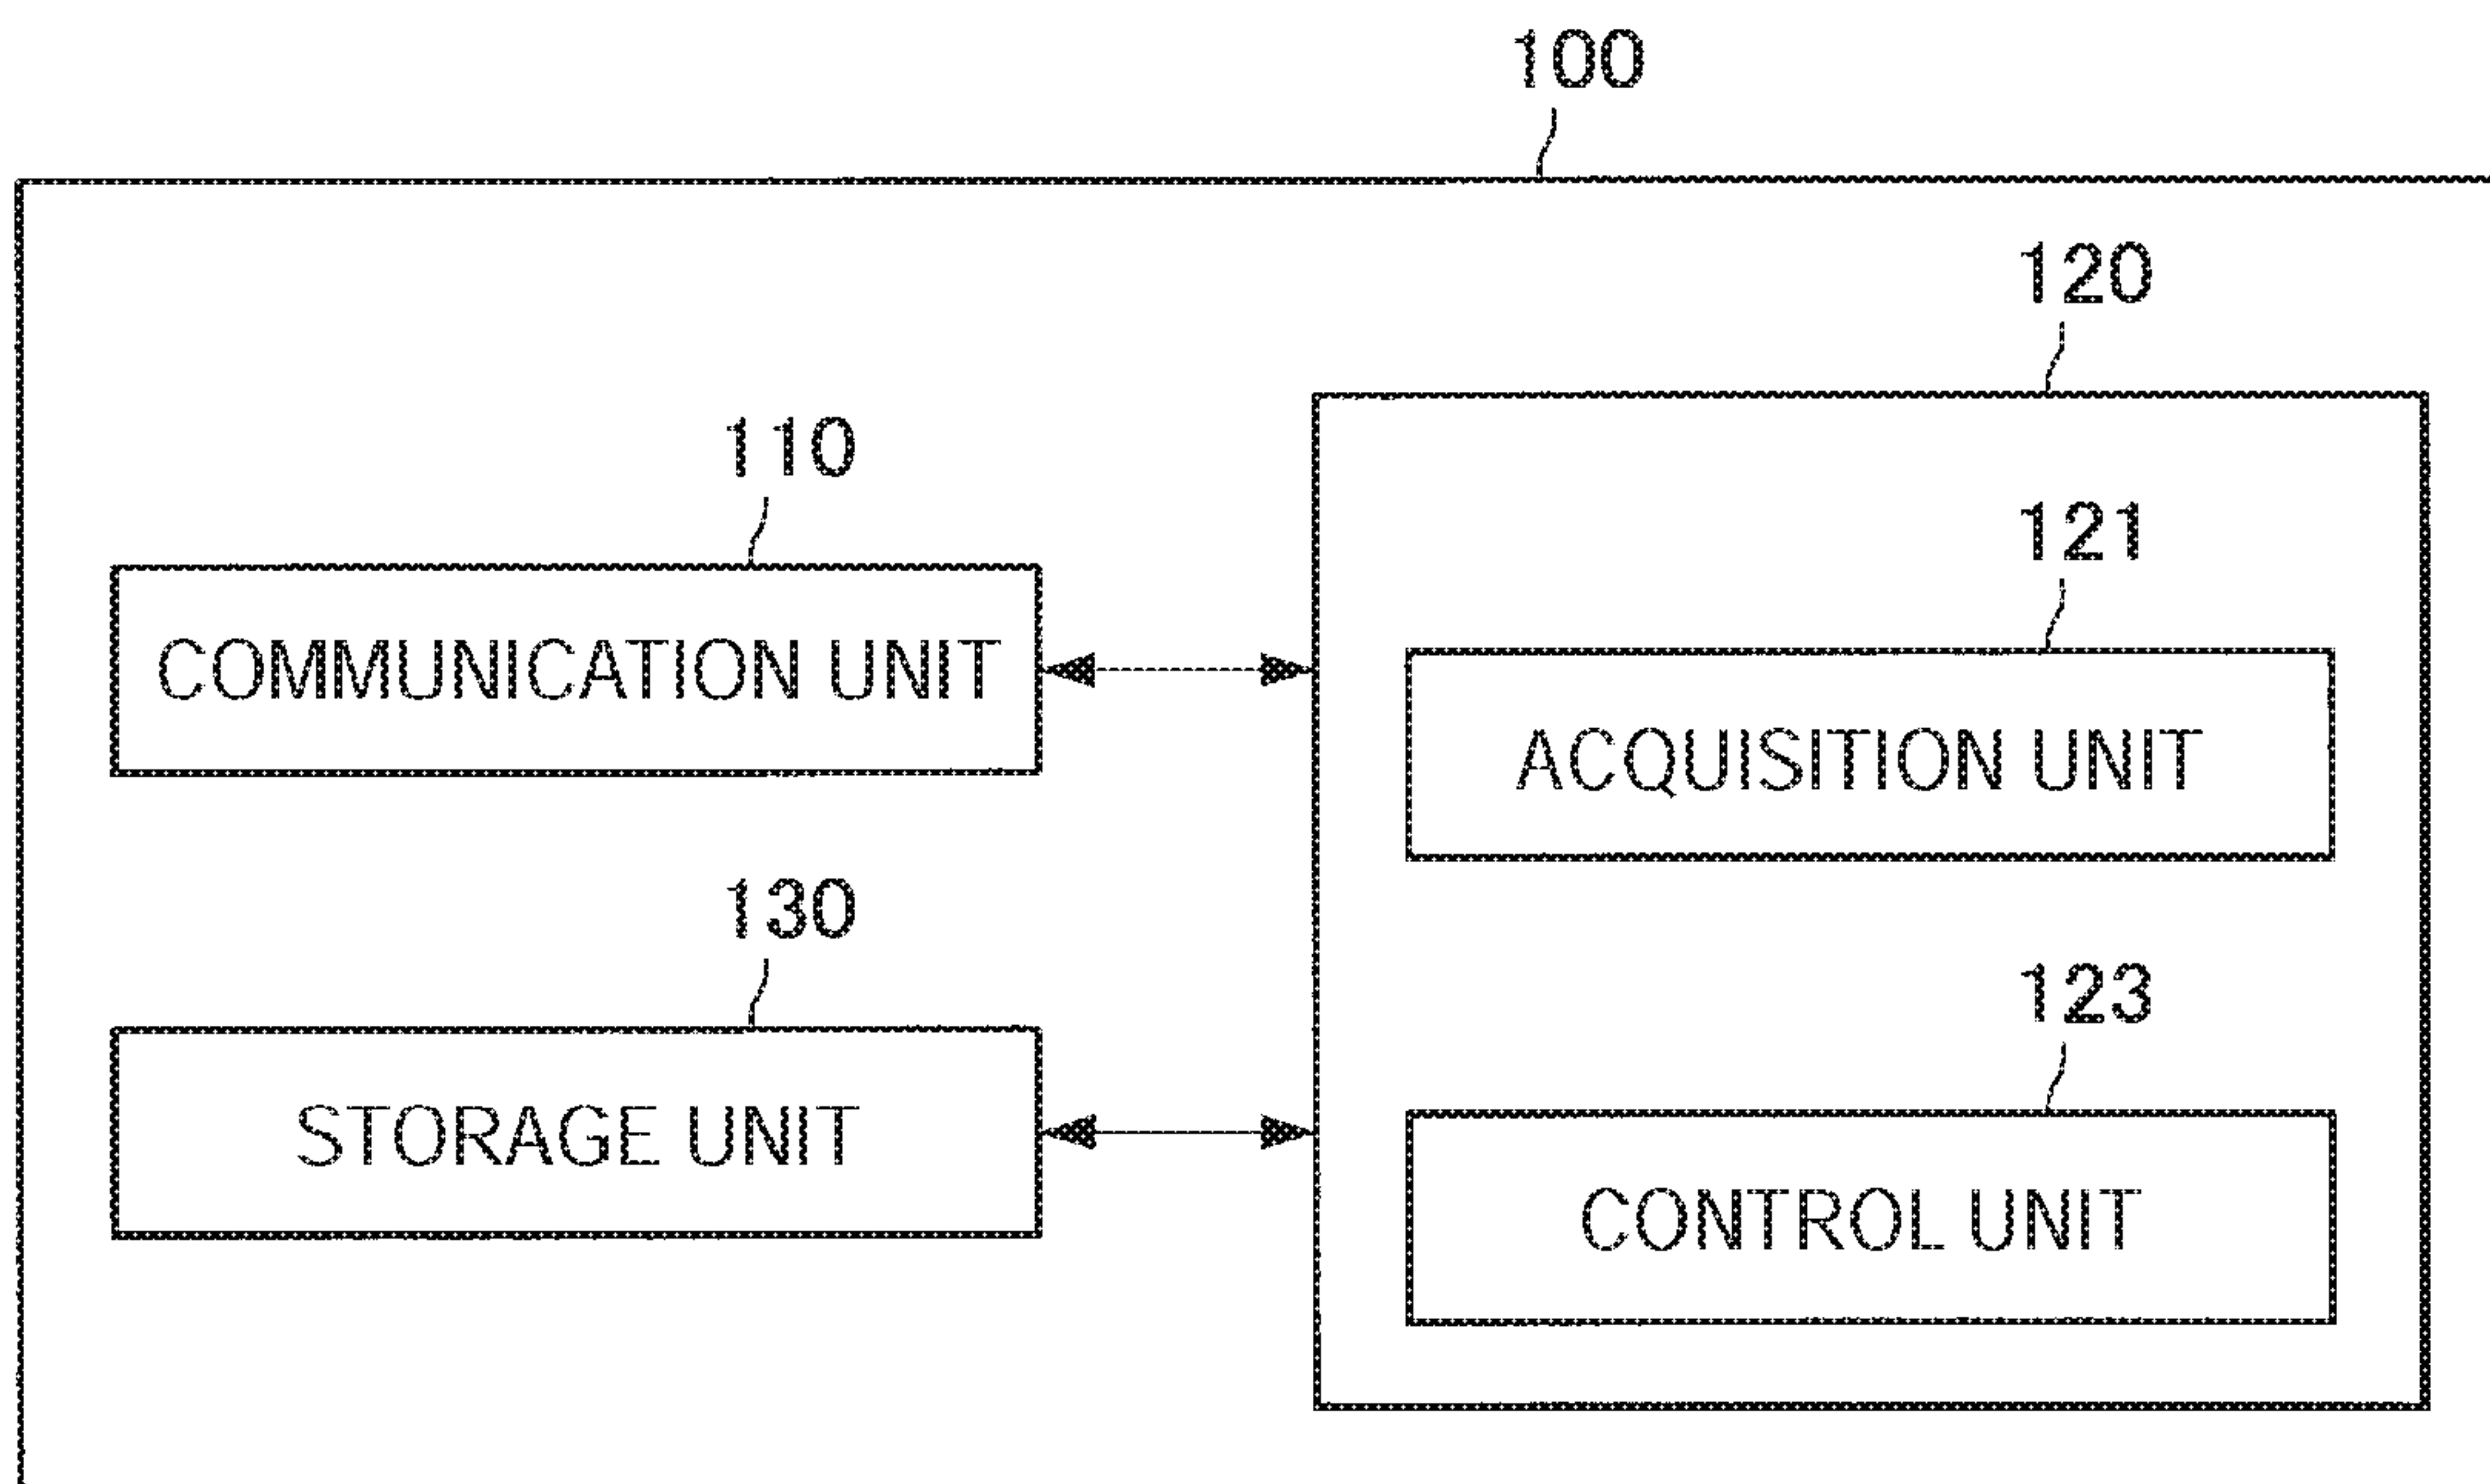 100
120
110
121
COMMUNICATION UNIT
ACQUISITION UNIT
130
123
STORAGE UNIT
CONTROL UNIT